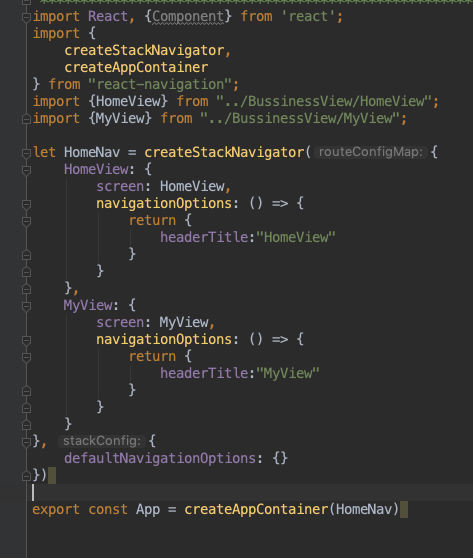 import React, {Component} from 'react';
import {
    createStackNavigator,
    createAppContainer
} from "react-navigation";
import {HomeView} from "../BussinessView/HomeView";
import {MyView} from "../BussinessView/MyView";

let HomeNav = createStackNavigator( routeConfigMap: {
    HomeView: {
        screen: HomeView,
        navigationOptions: () => {
            return {
                headerTitle:"HomeView"
            }
        }
    },
    MyView: {
        screen: MyView,
        navigationOptions: () => {
            return {
                headerTitle:"MyView"
            }
        }
    }
}, stackConfig: {
    defaultNavigationOptions: {}
})

export const App = createAppContainer(HomeNav)